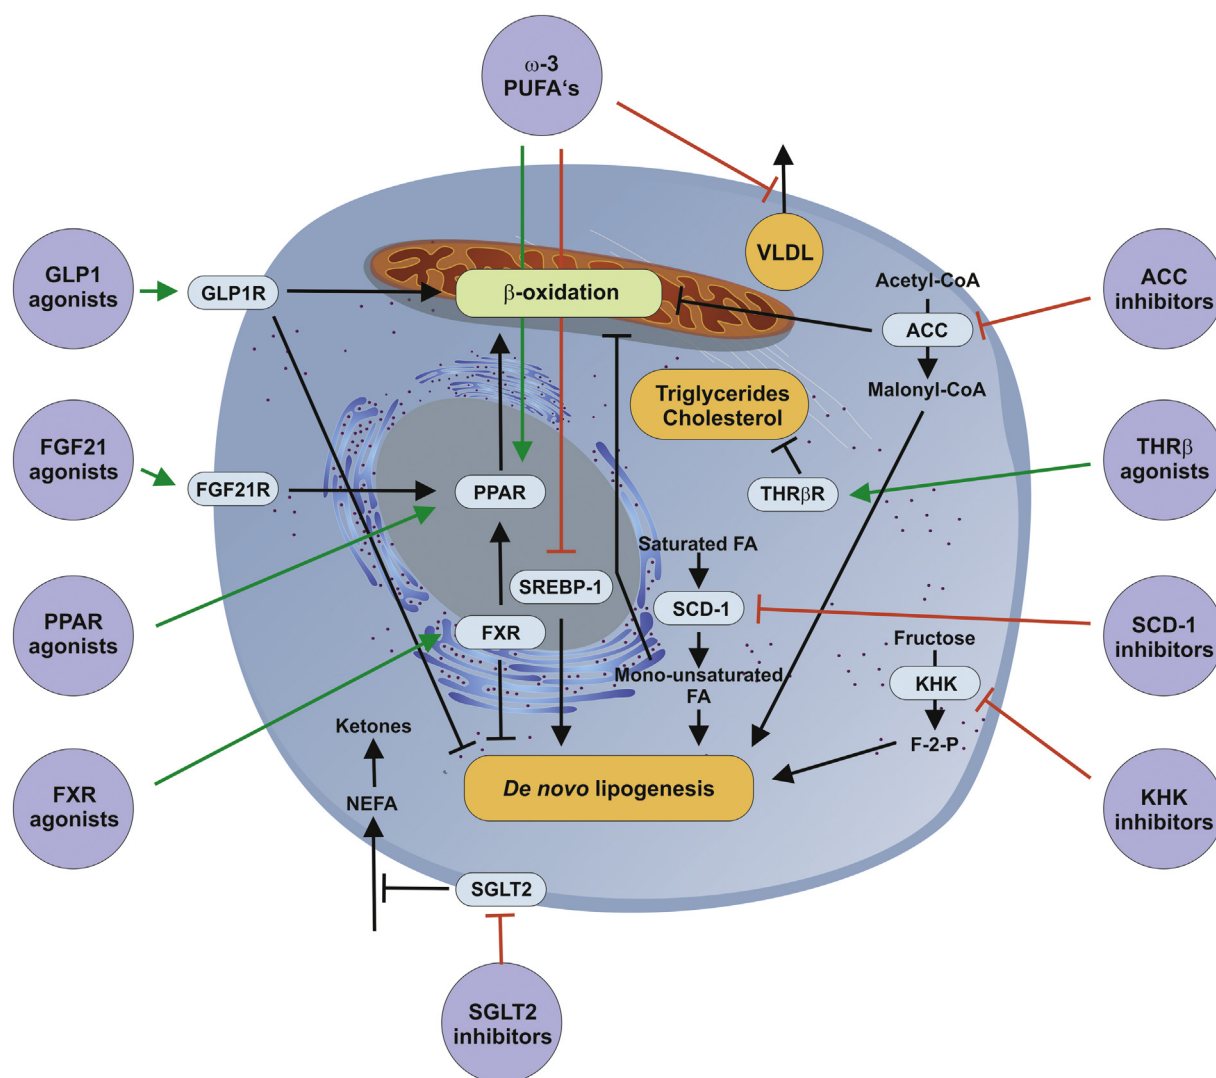 ω-3
PUFA‘s
GLP1
agonists
GLP1R
β-oxidation
VLDL
Acetyl-CoA
ACC
Malonyl-CoA
ACC
inhibitors
Triglycerides
Cholesterol
FGF21
agonists
FGF21R
PPAR
THRβR
THRβ
agonists
Saturated FA
SREBP-1
SCD-1
FXR
Mono-unsaturated
FA
PPAR
agonists
SCD-1
inhibitors
Fructose
KHK
F-2-P
Ketones
NEFA
De novo lipogenesis
FXR
agonists
KHK
inhibitors
SGLT2
SGLT2
inhibitors